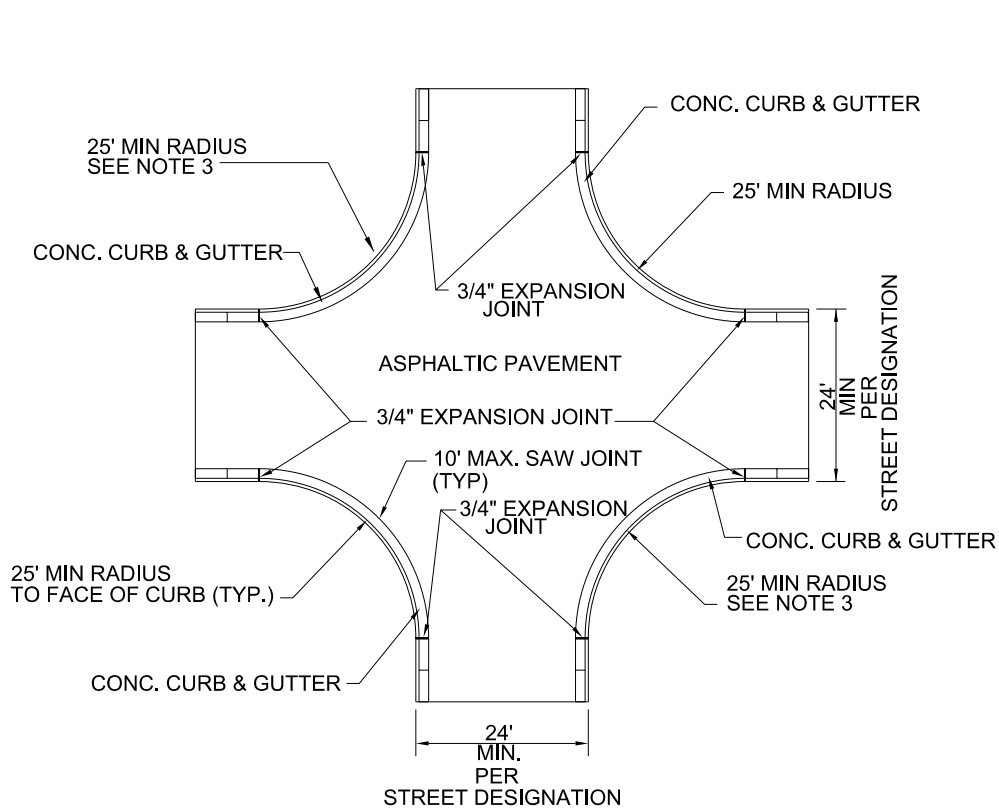 CONC. CURB & GUTTER
25' MIN RADIUS
SEE NOTE 3
25' MIN RADIUS
CONC. CURB & GUTTER
3/4" EXPANSION
JOINT
ASPHALTIC PAVEMENT
24'
MIN
PER
STREET DESIGNATION
3/4" EXPANSION JOINT
10' MAX. SAW JOINT
(TYP)
3/4" EXPANSION
JOINT
CONC. CURB & GUTTER
25' MIN RADIUS
TO FACE OF CURB (TYP.)
25' MIN RADIUS
SEE NOTE 3
CONC. CURB & GUTTER
24'
MIN.
PER
STREET DESIGNATION